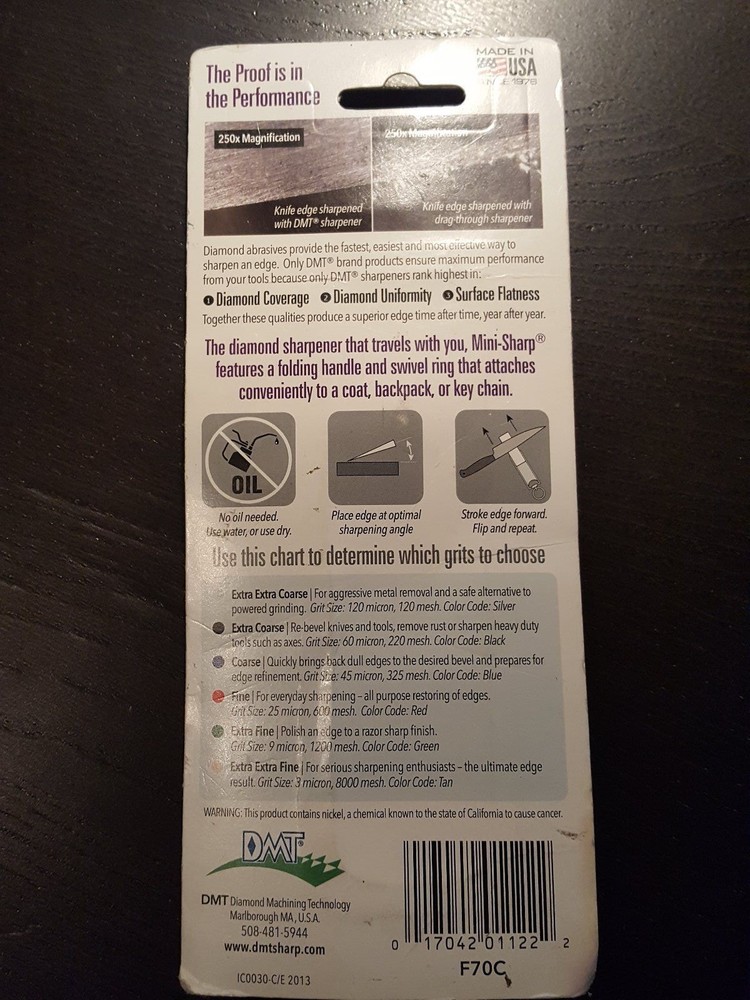 The Proof is in
the Performance
MADE IN
USA
SINCE 1976
250x Magnification
250x Magnification
Knife edge sharpened
with DMT® sharpener
Knife edge sharpened with
drag-through sharpener
Diamond abrasives provide the fastest, easiest and most effective way to
sharpen an edge. Only DMT® brand products ensure maximum performance
from your tools because only DMT® sharpeners rank highest in:
❶ Diamond Coverage ❷ Diamond Uniformity ❸ Surface Flatness
Together these qualities produce a superior edge time after time, year after year.
The diamond sharpener that travels with you, Mini-Sharp®
features a folding handle and swivel ring that attaches
conveniently to a coat, backpack, or key chain.
OIL
No oil needed.
Use water, or use dry.
Place edge at optimal
sharpening angle
Stroke edge forward.
Flip and repeat.
Use this chart to determine which grits to choose
Extra Extra Coarse | For aggressive metal removal and a safe alternative to
powered grinding. Grit Size: 120 micron, 120 mesh. Color Code: Silver
Extra Coarse | Re-bevel knives and tools, remove rust or sharpen heavy duty
tools such as axes. Grit Size: 60 micron, 220 mesh. Color Code: Black
Coarse | Quickly brings back dull edges to the desired bevel and prepares for
edge refinement. Grit Size: 45 micron, 325 mesh. Color Code: Blue
Fine | For everyday sharpening – all purpose restoring of edges.
Grit Size: 25 micron, 600 mesh. Color Code: Red
Extra Fine | Polish an edge to a razor sharp finish.
Grit Size: 9 micron, 1200 mesh. Color Code: Green
Extra Extra Fine | For serious sharpening enthusiasts – the ultimate edge
result. Grit Size: 3 micron, 8000 mesh. Color Code: Tan
WARNING: This product contains nickel, a chemical known to the state of California to cause cancer.
DMT®
DMT Diamond Machining Technology
Marlborough MA, U.S.A.
508-481-5944
www.dmtsharp.com
IC0030-C/E 2013
0 17042 01122 2
F70C